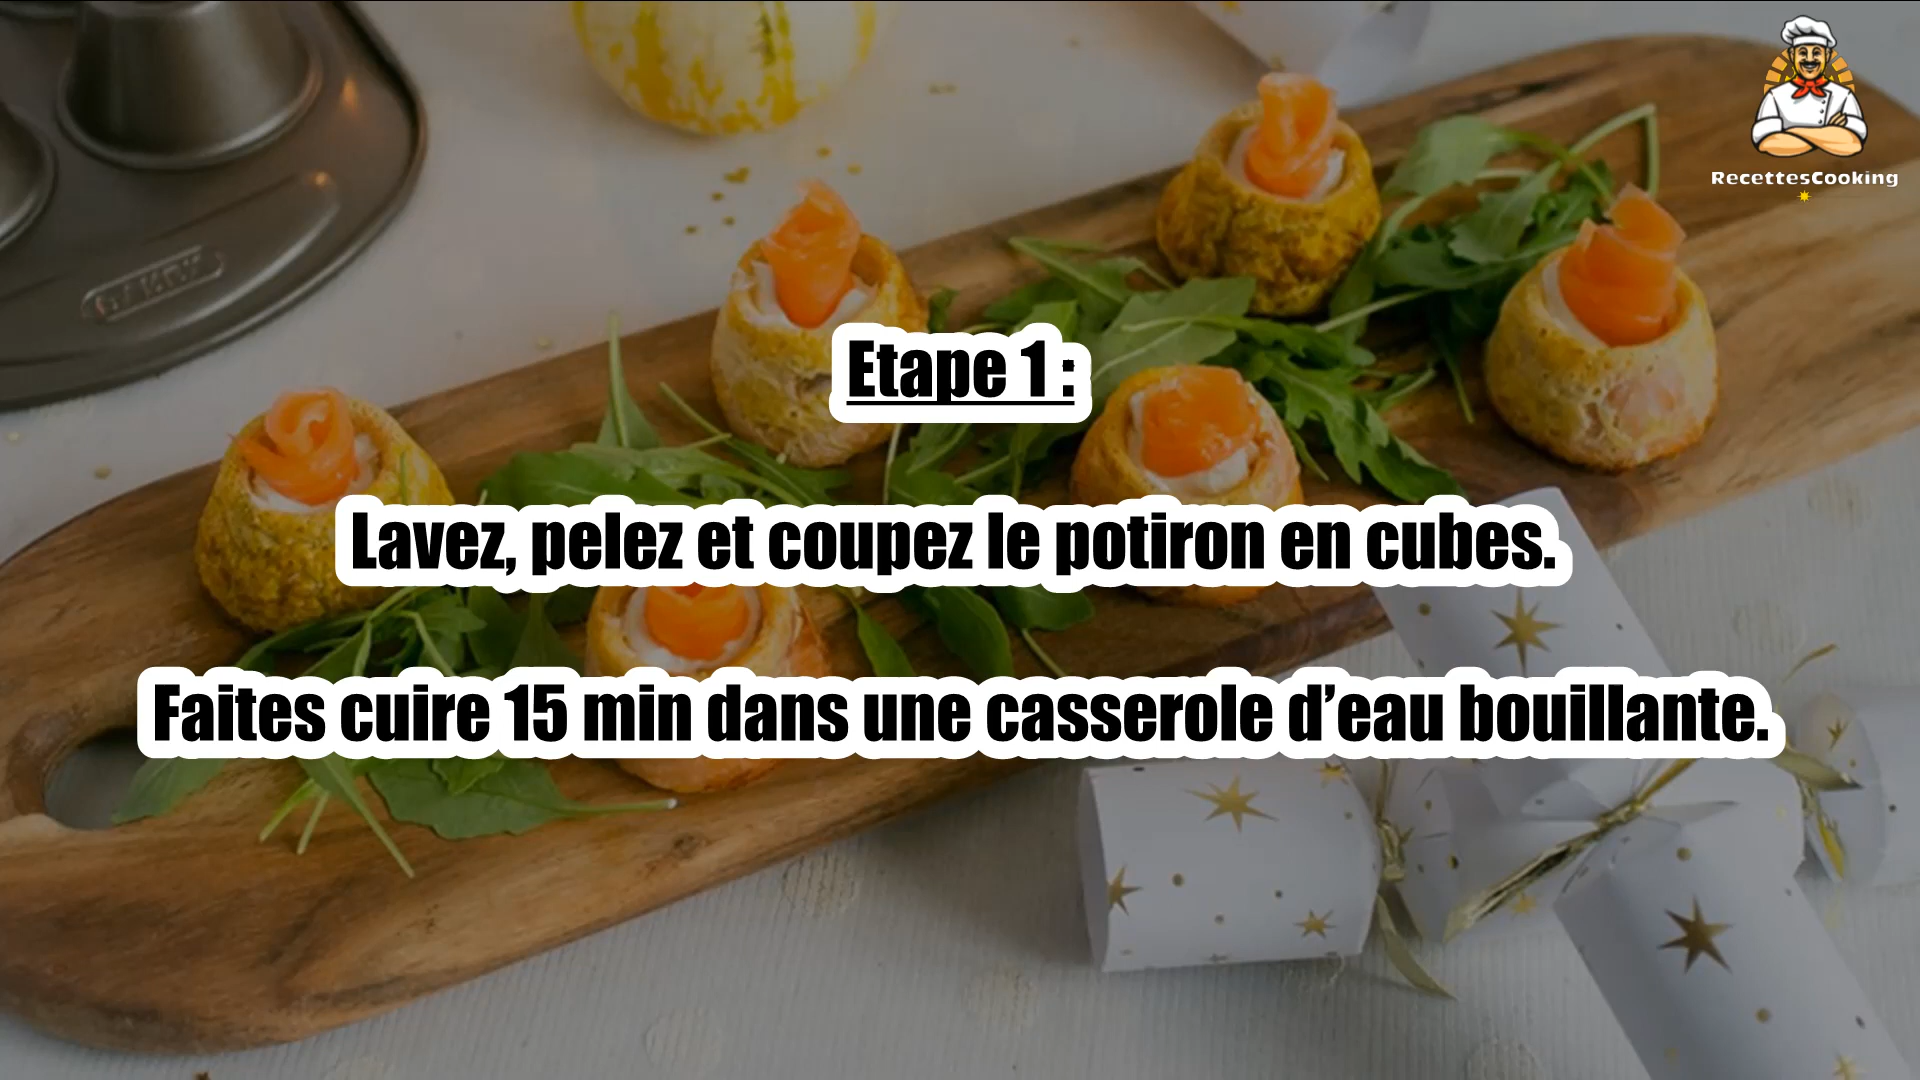 RecettesCooking
Etape 1 :
Lavez, pelez et coupez le potiron en cubes.
Faites cuire 15 min dans une casserole d’eau bouillante.